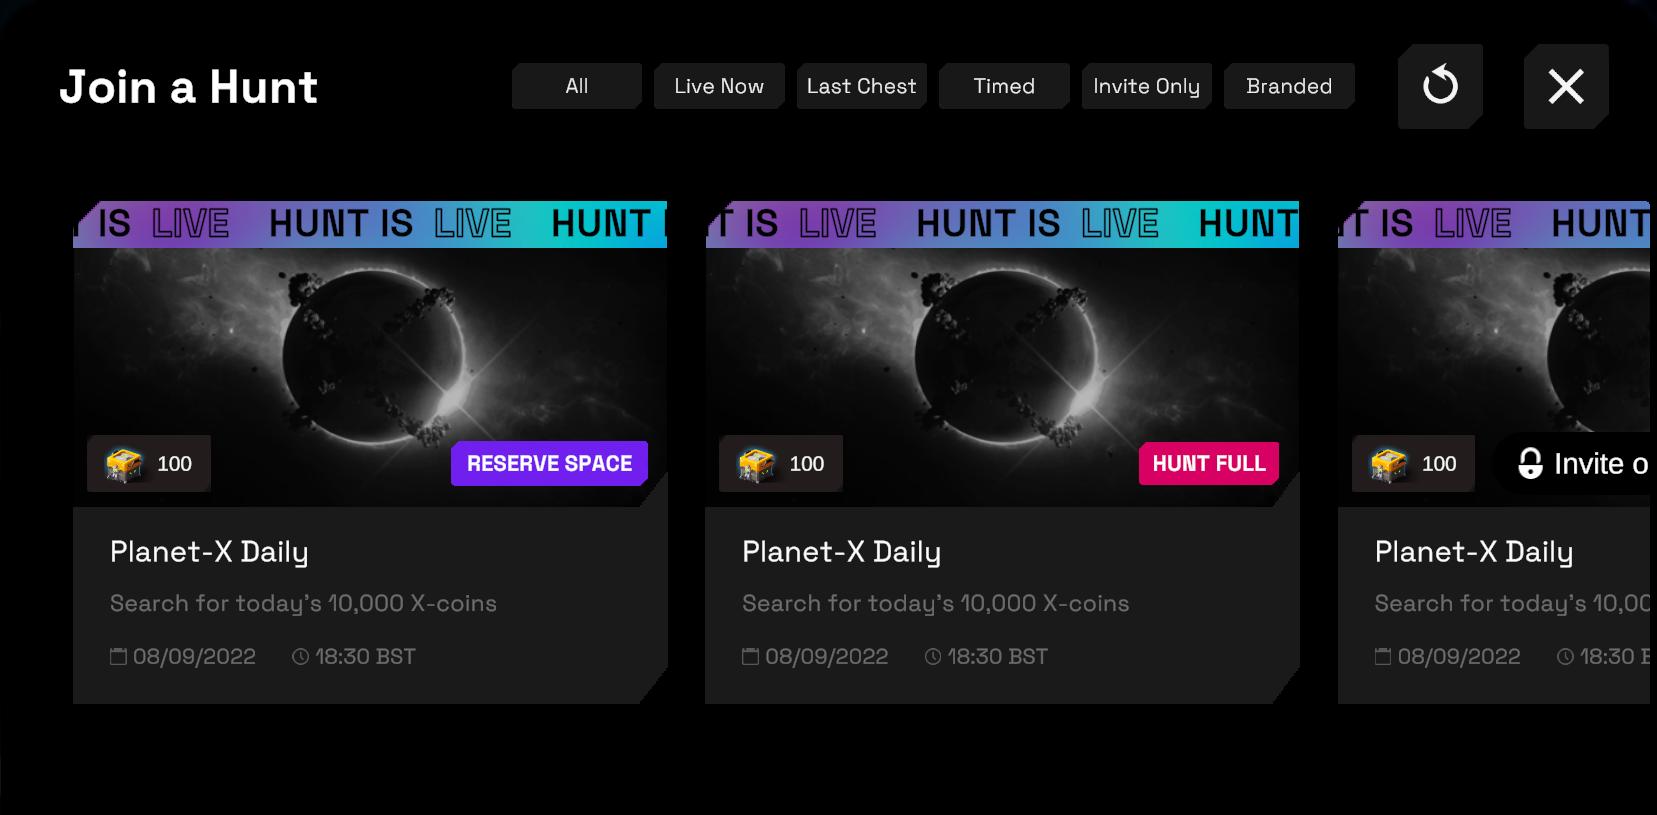 Join a Hunt
All
Live Now
Last Chest
Timed
Invite Only
Branded
IS LIVE HUNT IS LIVE HUNT
T IS LIVE HUNT IS LIVE HUNT
T IS LIVE HUNT
100
RESERVE SPACE
100
HUNT FULL
100
Invite o
Planet-X Daily
Search for today's 10,000 X-coins
08/09/2022
18:30 BST
Planet-X Daily
Search for today's 10,000 X-coins
08/09/2022
18:30 BST
Planet-X Daily
Search for today's 10,00
08/09/2022
18:30